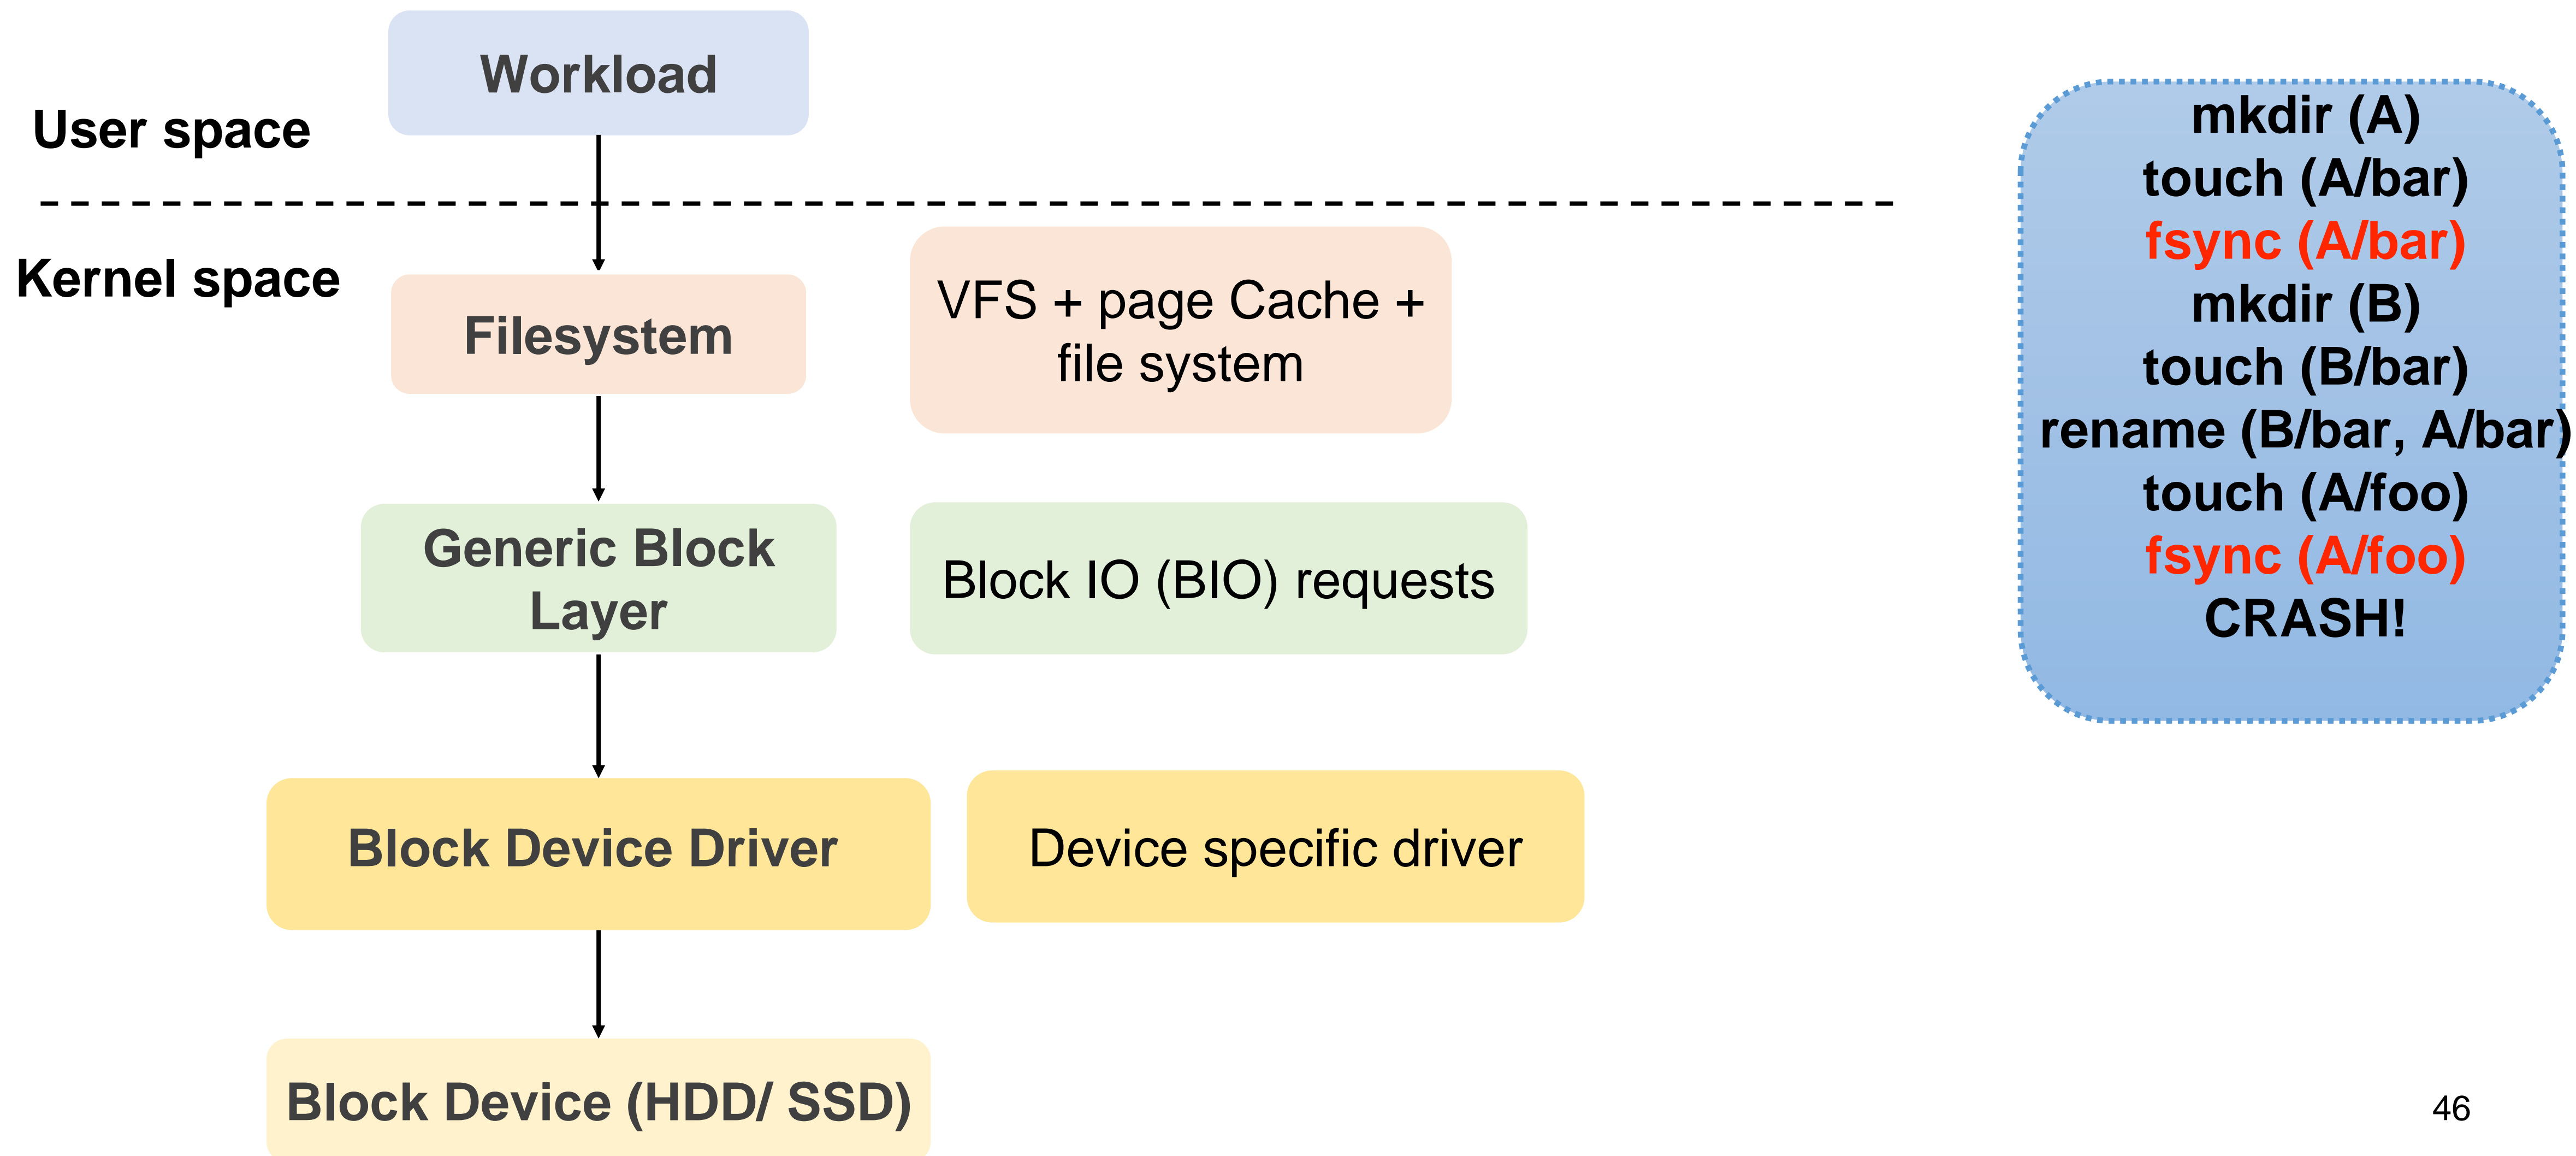 Workload
User space
Kernel space
Filesystem
VFS + page Cache +
file system
Generic Block
Layer
Block IO (BIO) requests
Block Device Driver
Device specific driver
Block Device (HDD/ SSD)
mkdir (A)
touch (A/bar)
fsync (A/bar)
mkdir (B)
touch (B/bar)
rename (B/bar, A/bar)
touch (A/foo)
fsync (A/foo)
CRASH!
46